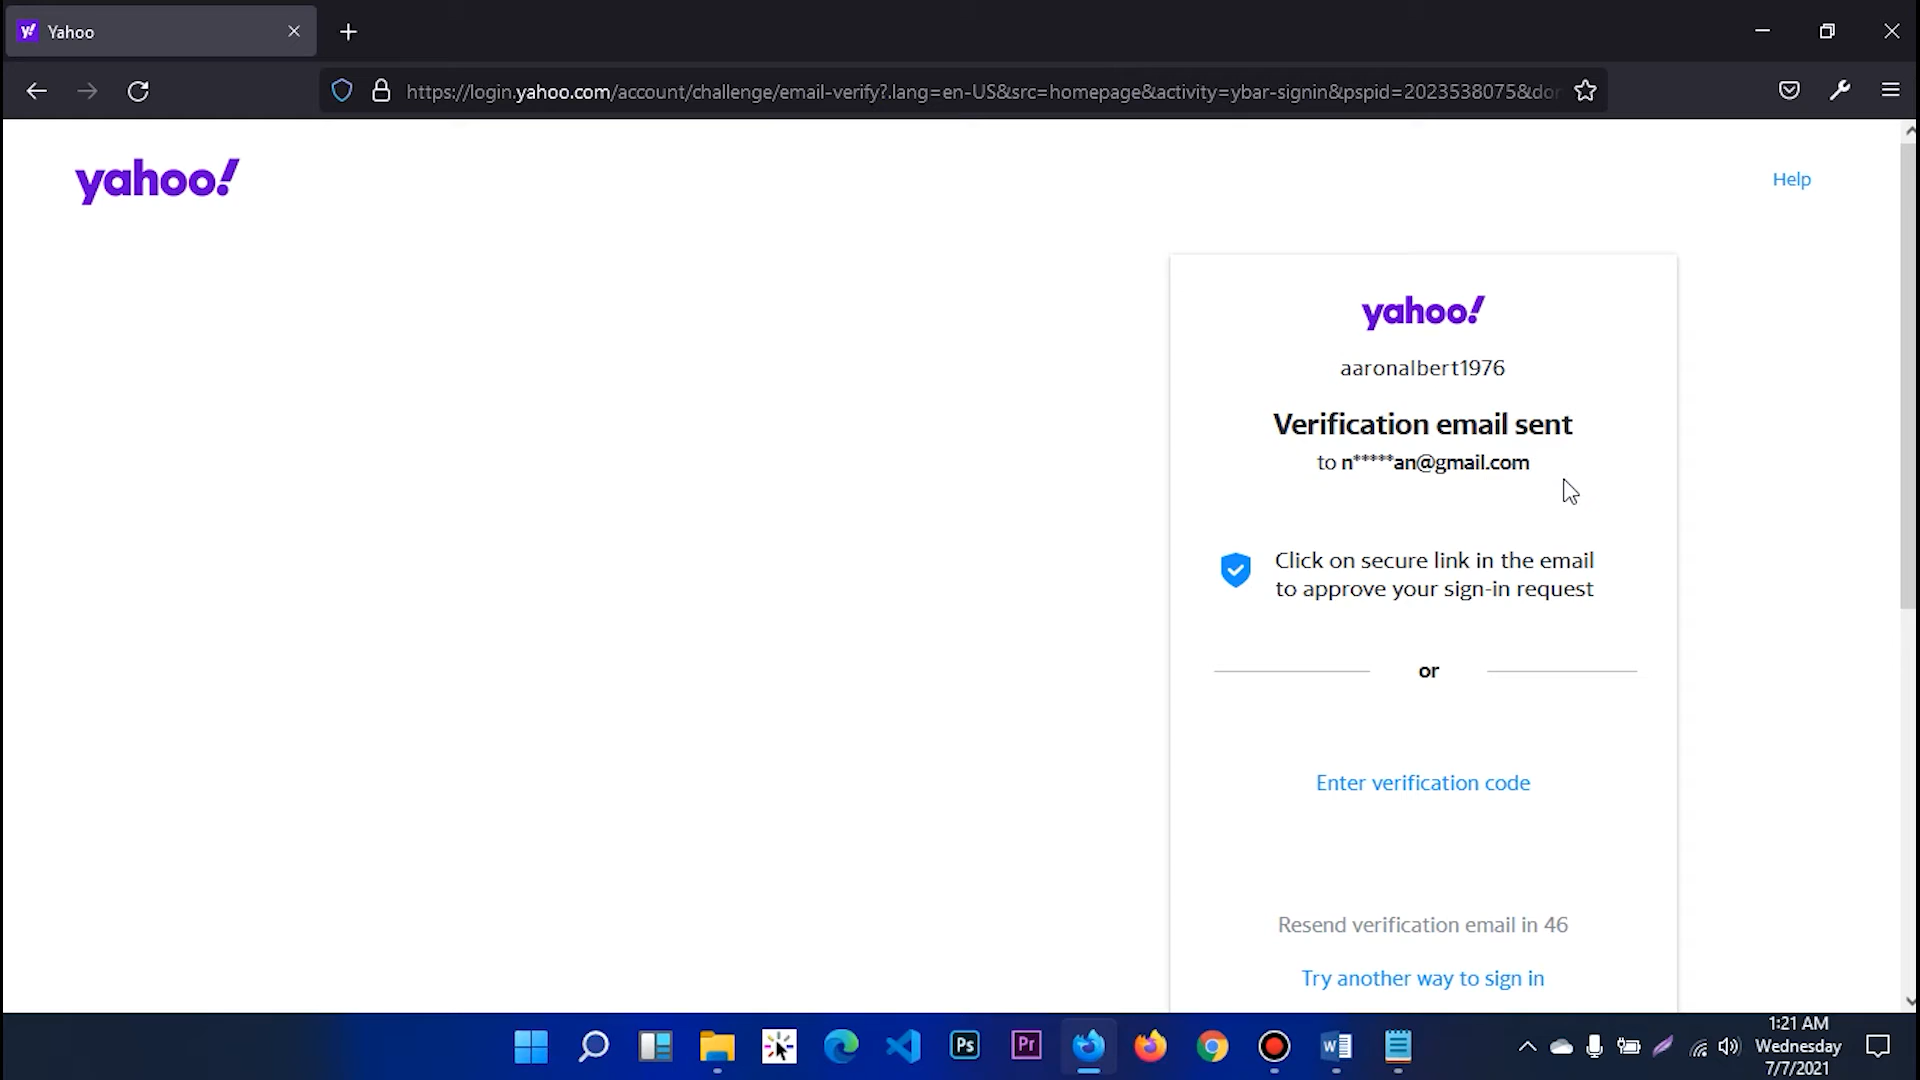 Yahoo
https://login.yahoo.com/account/challenge/email-verify?.lang=en-US&src=homepage&activity=ybar-signin&pspid=2023538075&do
yahoo!
Help
yahoo!
aaronalbert1976
Verification email sent
to n*****an@gmail.com
Click on secure link in the email
to approve your sign-in request
or
Enter verification code
Resend verification email in 46
Try another way to sign in
Ps
Pr
1:21 AM
Wednesday
7/7/2021